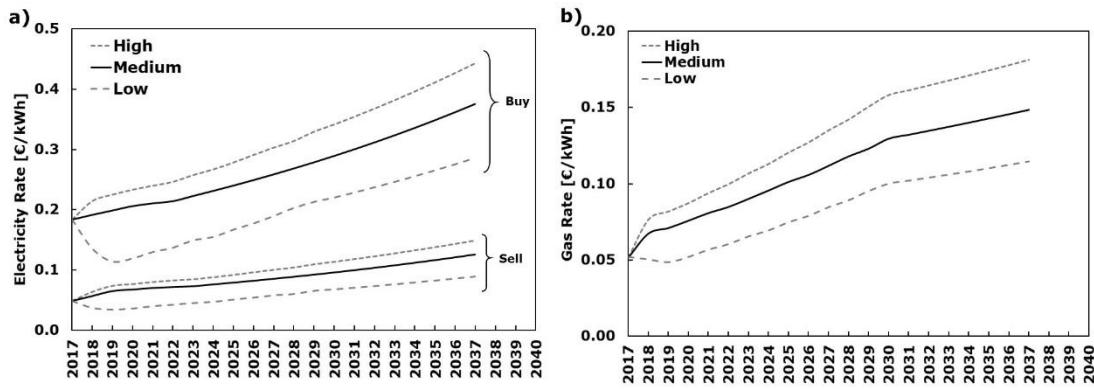 a)
Electricity Rate [€/kWh]
0.5
0.4
0.3
0.2
0.1
0.0
High
Medium
Low
Buy
Sell
2017 2018 2019 2020 2021 2022 2023 2024 2025 2026 2027 2028 2029 2030 2031 2032 2033 2034 2035 2036 2037 2038 2039 2040
b)
Gas Rate [€/kWh]
0.20
0.15
0.10
0.05
0.00
High
Medium
Low
2017 2018 2019 2020 2021 2022 2023 2024 2025 2026 2027 2028 2029 2030 2031 2032 2033 2034 2035 2036 2037 2038 2039 2040